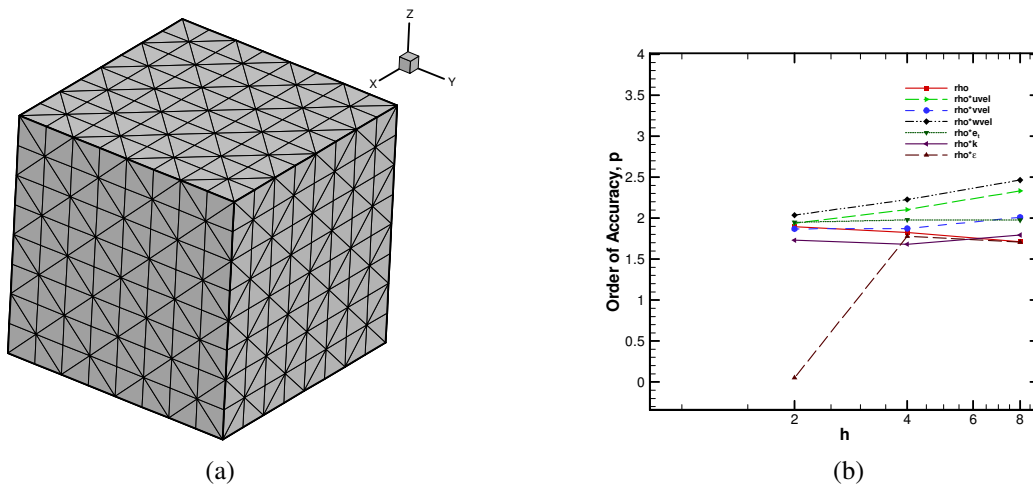 Z
X
Y
(a)
Order of Accuracy, p
4
3.5
3
2.5
2
1.5
1
0.5
0
rho
rho*uvel
rho*vvel
rho*wvel
rho*et
rho*k
rho*ε
2
4
6
8
h
(b)